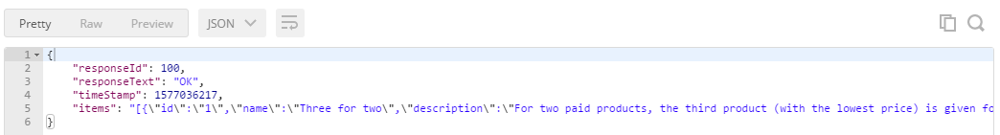 Pretty Raw Preview JSON
1 {
2 "responseId": 100,
3 "responseText": "OK",
4 "timeStamp": 1577036217,
5 "items": "[{\"id\":\"1\",\"name\":\"Three for two\",\"description\":\"For two paid products, the third product (with the lowest price) is given fo
6 }